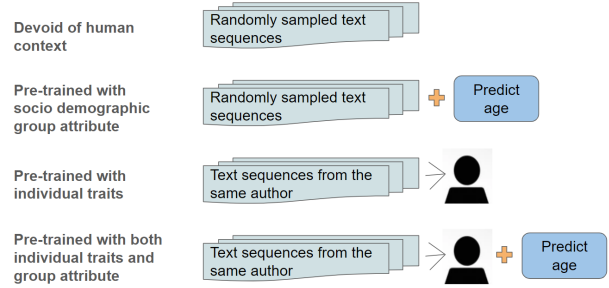 Devoid of human
context
Randomly sampled text
sequences
Pre-trained with
socio demographic
group attribute
Randomly sampled text
sequences
Predict
age
Pre-trained with
individual traits
Text sequences from the
same author
Pre-trained with both
individual traits and
group attribute
Text sequences from the
same author
Predict
age